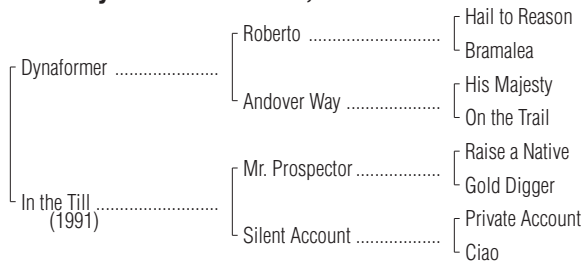 Hail to Reason
Roberto ...............................
Bramalea
Dynaformer ........................
His Majesty
Andover Way ......................
On the Trail
Raise a Native
Mr. Prospector ....................
Gold Digger
In the Till .............................
(1991)
Private Account
Silent Account .....................
Ciao